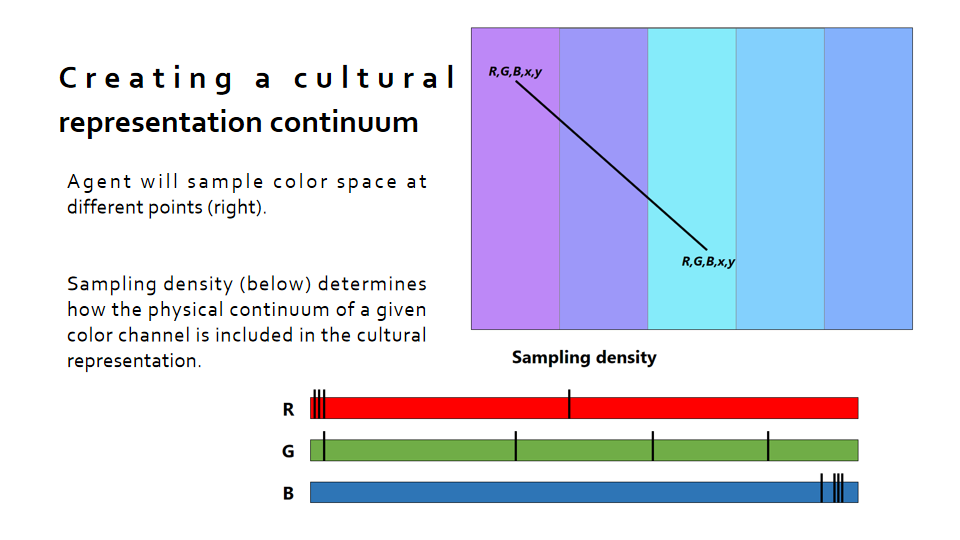 Creating a cultural
representation continuum
Agent will sample color space at
different points (right).
Sampling density (below) determines
how the physical continuum of a given
color channel is included in the cultural
representation.
R,G,B,x,y
R,G,B,x,y
Sampling density
R
G
B